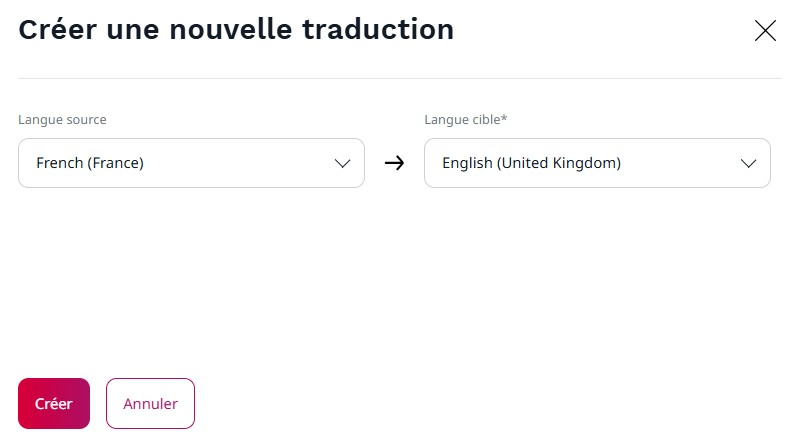 Créer une nouvelle traduction
Langue source
Langue cible*
French (France)
English (United Kingdom)
Créer
Annuler